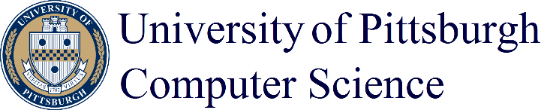 UNIVERSITY OF
PITTSBURGH
University of Pittsburgh
Computer Science